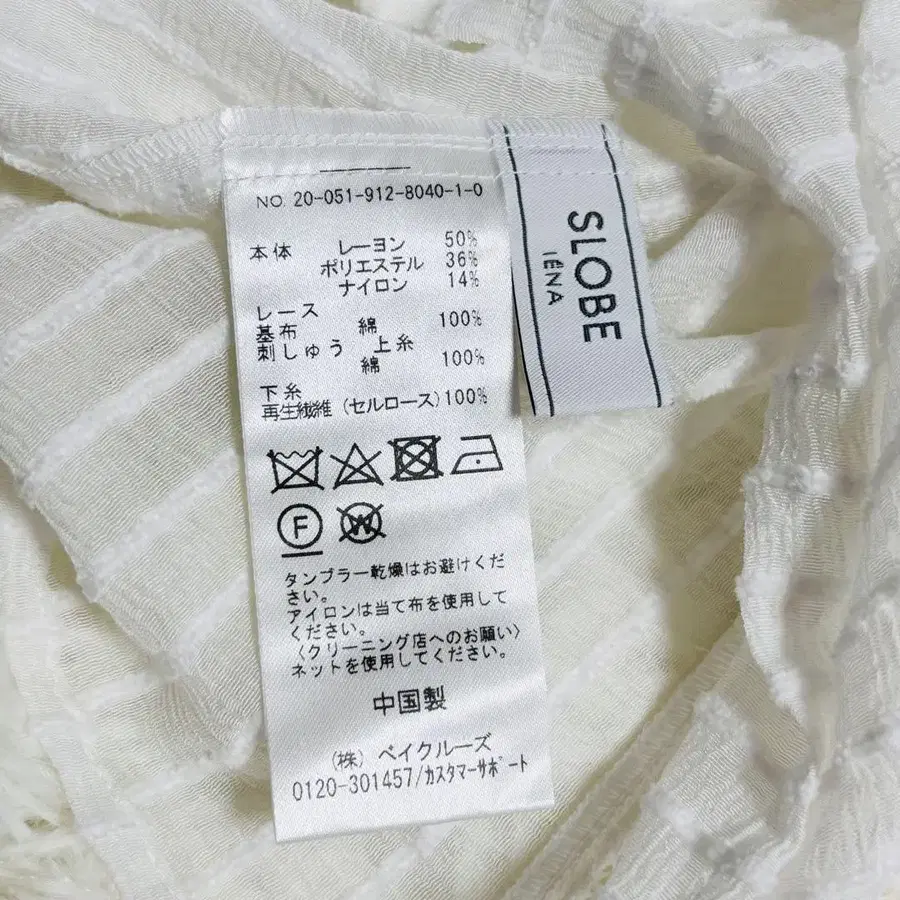 NO. 20-051-912-8040-1-0
本体 レーヨン 50%
ポリエステル 36%
ナイロン 14%
レース
基布 綿 100%
刺しゅう 上糸
綿 100%
下糸
再生繊維 (セルロース) 100%
F W
タンブラー乾燥はお避けくだ
さい。
アイロンは当て布を使用して
ください。
〈クリーニング店へのお願い〉
ネットを使用してください。
中国製
(株) ベイクルーズ
0120-301457/カスタマーサポート
SLOBE
IÉNA